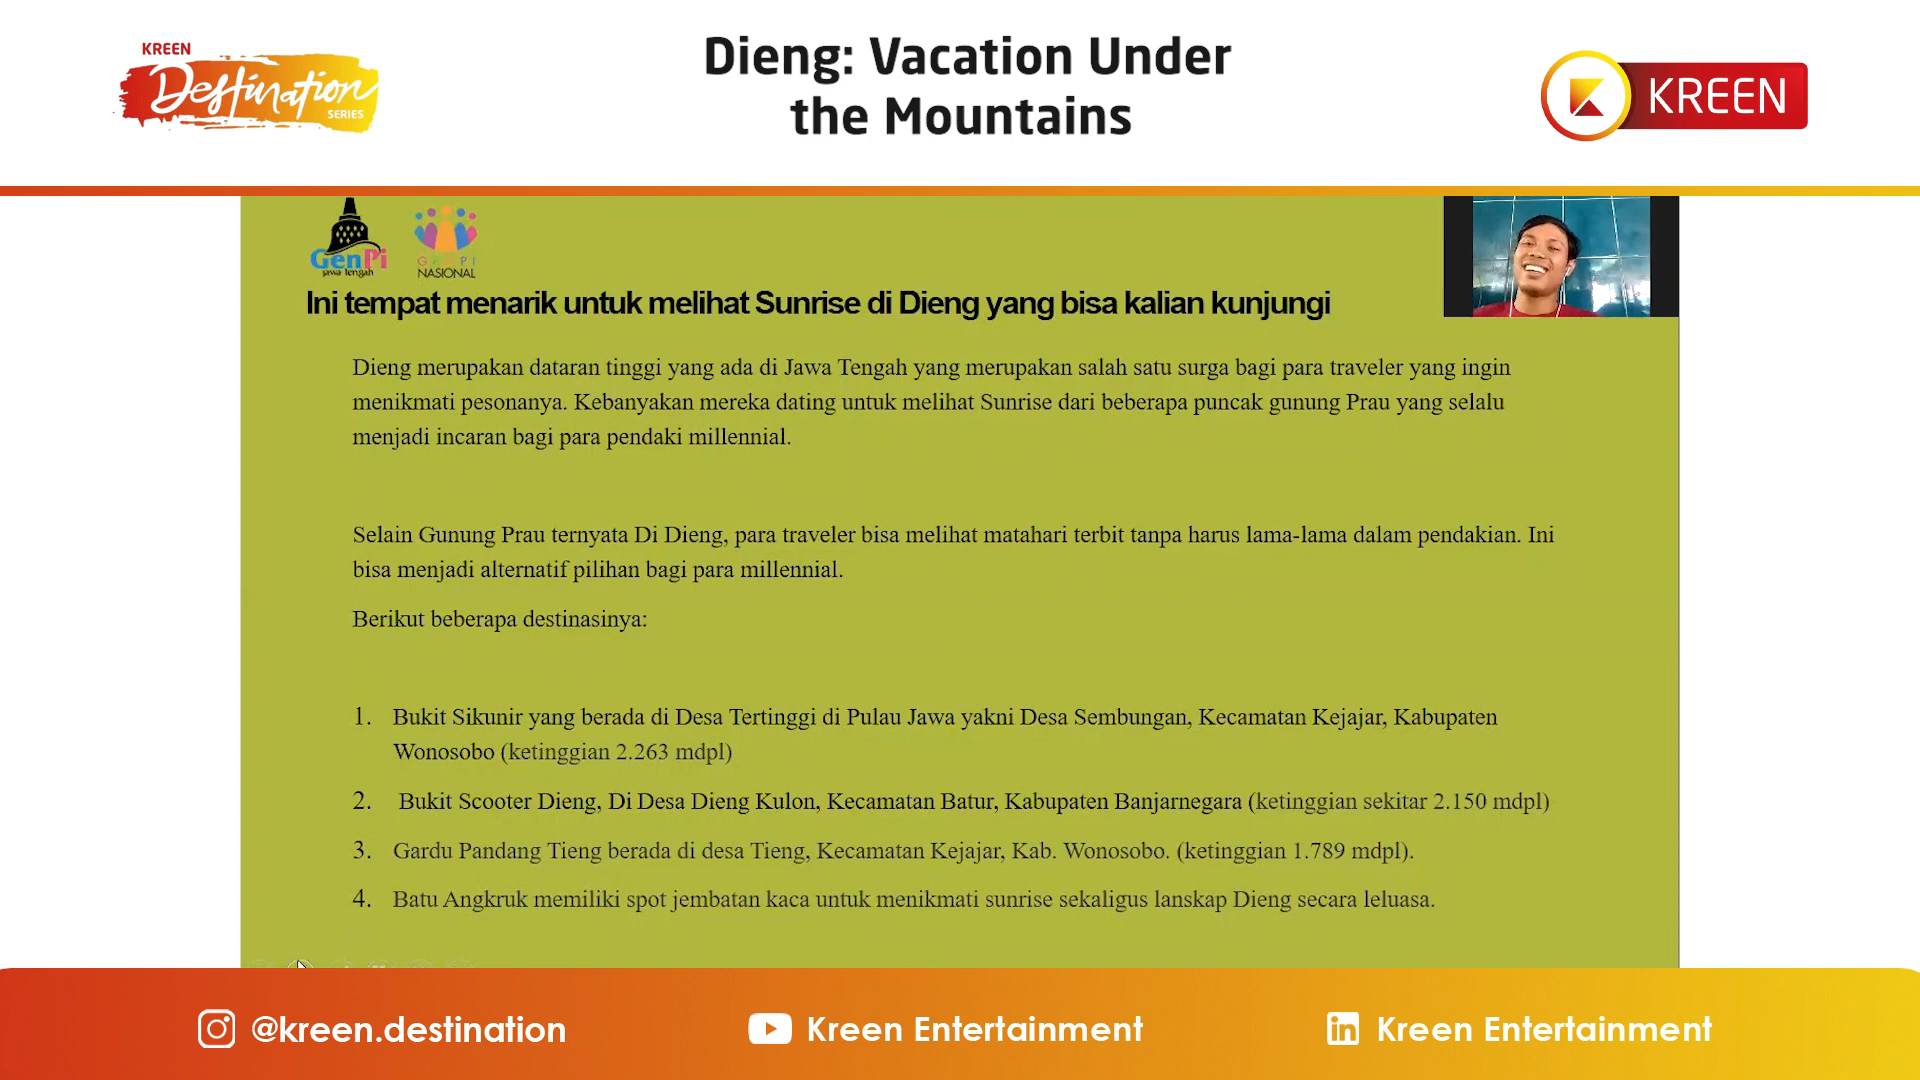 KREEN
Destination
SERIES
Dieng: Vacation Under
the Mountains
KREEN
GenPi
jawa tengah
GENPI
NASIONAL
Ini tempat menarik untuk melihat Sunrise di Dieng yang bisa kalian kunjungi
Dieng merupakan dataran tinggi yang ada di Jawa Tengah yang merupakan salah satu surga bagi para traveler yang ingin
menikmati pesonanya. Kebanyakan mereka dating untuk melihat Sunrise dari beberapa puncak gunung Prau yang selalu
menjadi incaran bagi para pendaki millennial.
Selain Gunung Prau ternyata Di Dieng, para traveler bisa melihat matahari terbit tanpa harus lama-lama dalam pendakian. Ini
bisa menjadi alternatif pilihan bagi para millennial.
Berikut beberapa destinasinya:
1. Bukit Sikunir yang berada di Desa Tertinggi di Pulau Jawa yakni Desa Sembungan, Kecamatan Kejajar, Kabupaten
Wonosobo (ketinggian 2.263 mdpl)
2. Bukit Scooter Dieng, Di Desa Dieng Kulon, Kecamatan Batur, Kabupaten Banjarnegara (ketinggian sekitar 2.150 mdpl)
3. Gardu Pandang Tieng berada di desa Tieng, Kecamatan Kejajar, Kab. Wonosobo. (ketinggian 1.789 mdpl).
4. Batu Angkruk memiliki spot jembatan kaca untuk menikmati sunrise sekaligus lanskap Dieng secara leluasa.
@kreen.destination
Kreen Entertainment
Kreen Entertainment